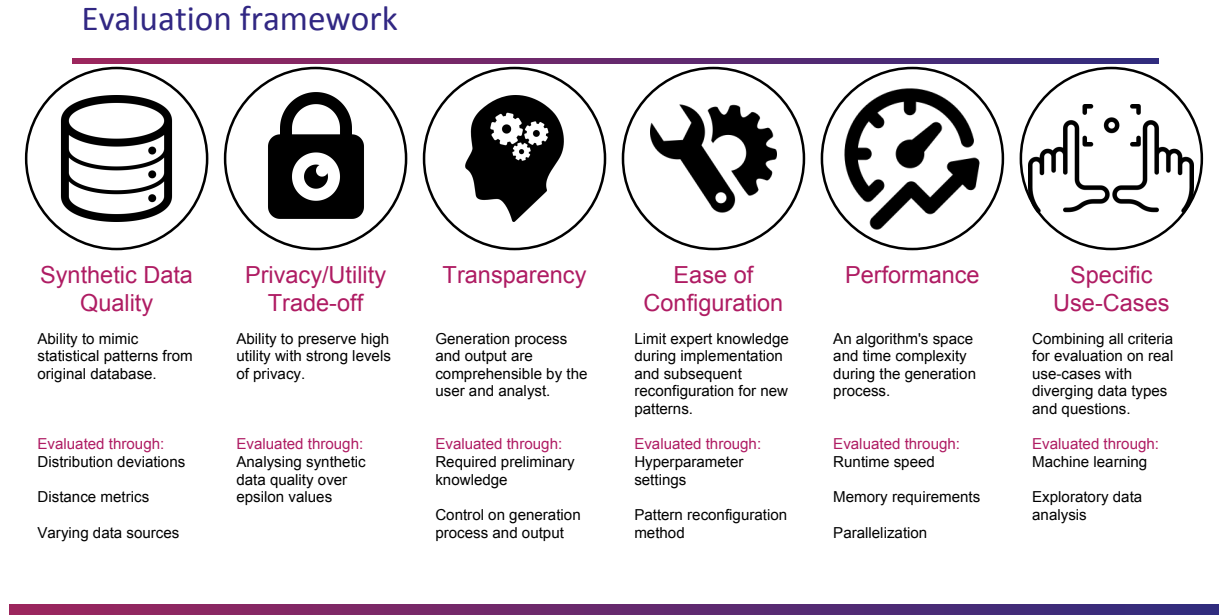 Evaluation framework
Synthetic Data
Quality
Ability to mimic
statistical patterns from
original database.
Evaluated through:
Distribution deviations
Distance metrics
Varying data sources
Privacy/Utility
Trade-off
Ability to preserve high
utility with strong levels
of privacy.
Evaluated through:
Analysing synthetic
data quality over
epsilon values
Transparency
Generation process
and output are
comprehensible by the
user and analyst.
Evaluated through:
Required preliminary
knowledge
Control on generation
process and output
Ease of
Configuration
Limit expert knowledge
during implementation
and subsequent
reconfiguration for new
patterns.
Evaluated through:
Hyperparameter
settings
Pattern reconfiguration
method
Performance
An algorithm's space
and time complexity
during the generation
process.
Evaluated through:
Runtime speed
Memory requirements
Parallelization
Specific
Use-Cases
Combining all criteria
for evaluation on real
use-cases with
diverging data types
and questions.
Evaluated through:
Machine learning
Exploratory data
analysis